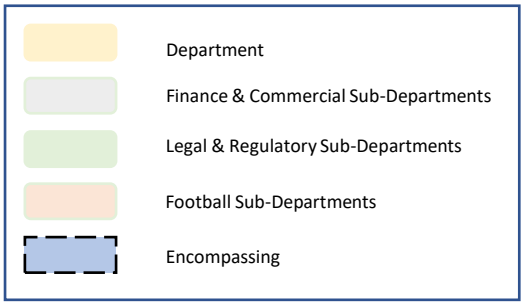 Department
Finance & Commercial Sub-Departments
Legal & Regulatory Sub-Departments
Football Sub-Departments
Encompassing